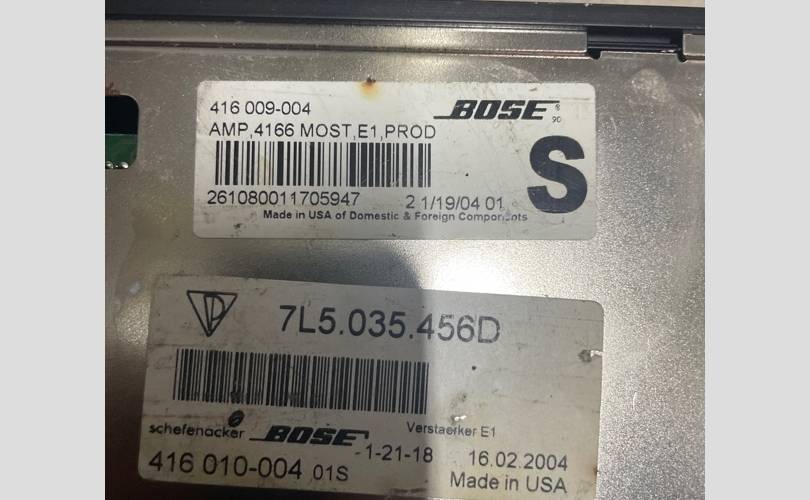 416 009-004 BOSE ® 90
AMP,4166 MOST,E1,PROD
S
261080011705947 2 1/19/04 01
Made in USA of Domestic & Foreign Components
7L5.035.456D
schefenacker BOSE ® Verstaerker E1
416 010-004 01S -1-21-18 16.02.2004
Made in USA